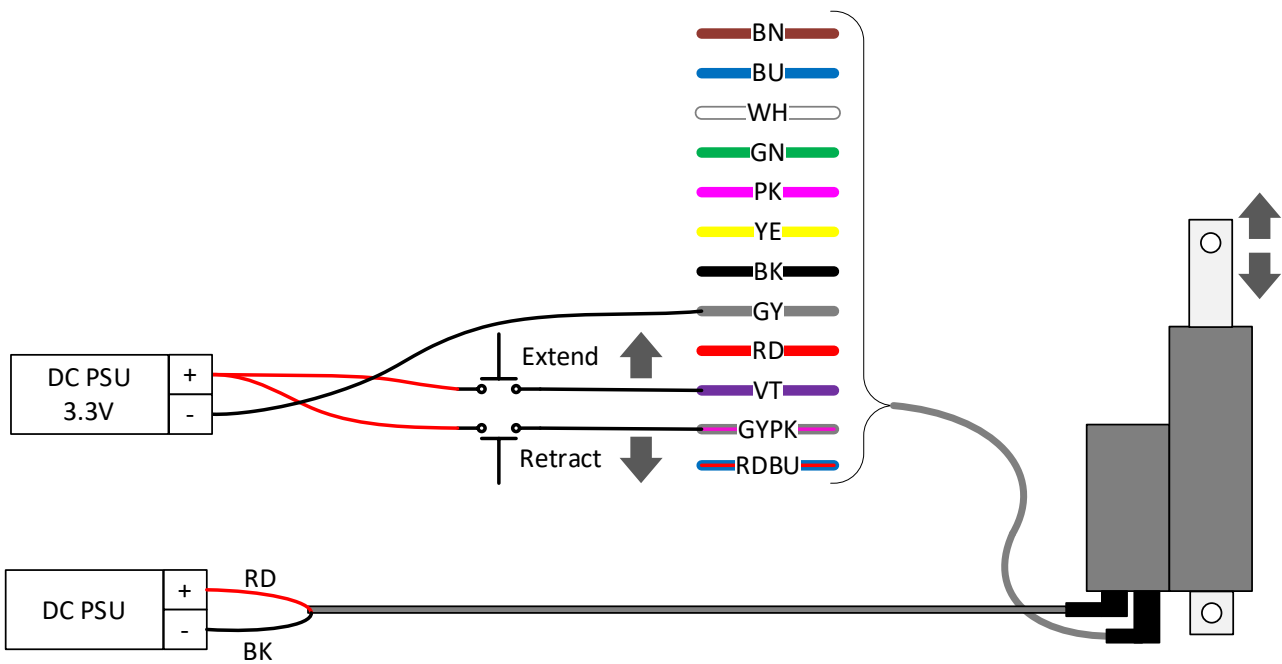 BN
BU
WH
GN
PK
YE
BK
GY
RD
VT
GYPK
RDBU
Extend
Retract
DC PSU
3.3V
+
-
DC PSU
+
-
RD
BK